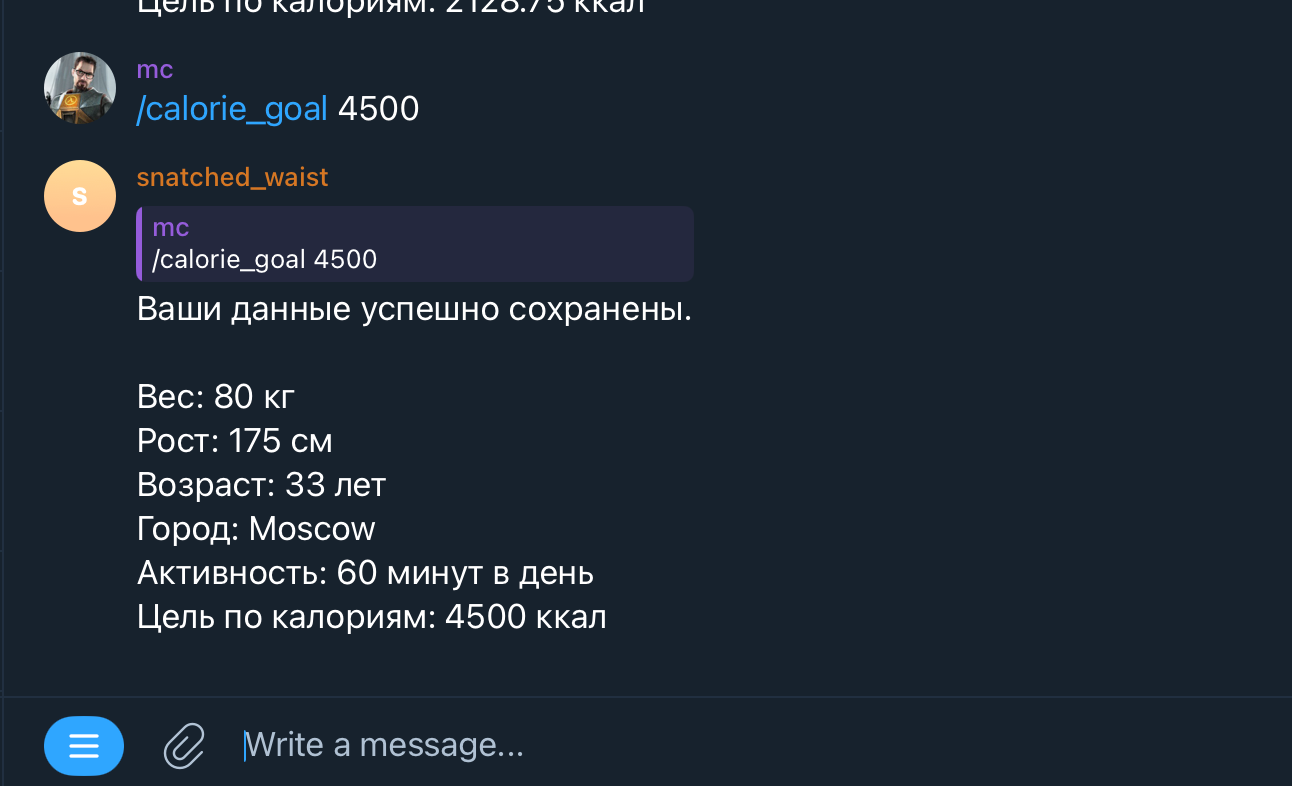 Цель по калориям: 2128.75 ккал
mc
/calorie_goal 4500
snatched_waist
S
mc
/calorie_goal 4500
Ваши данные успешно сохранены.
Вес: 80 кг
Рост: 175 см
Возраст: 33 лет
Город: Moscow
Активность: 60 минут в день
Цель по калориям: 4500 ккал
Write a message...